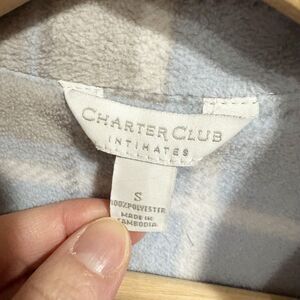 CHARTER CLUB
INTIMATES
S
100%POLYESTER
MADE IN
CAMBODIA